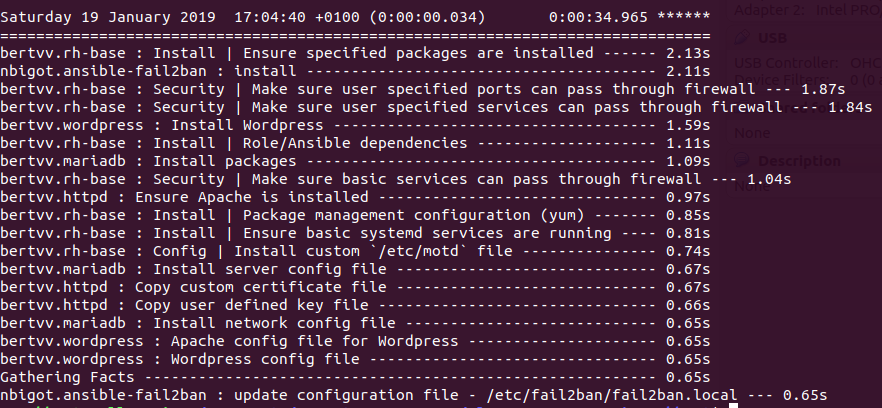 Saturday 19 January 2019  17:04:40 +0100 (0:00:00.034)       0:00:34.965 ******
===============================================================================
bertvv.rh-base : Install | Ensure specified packages are installed ------ 2.13s
nbigot.ansible-fail2ban : install --------------------------------------- 2.11s
bertvv.rh-base : Security | Make sure user specified ports can pass through firewall --- 1.87s
bertvv.rh-base : Security | Make sure user specified services can pass through firewall --- 1.84s
bertvv.wordpress : Install Wordpress ------------------------------------ 1.59s
bertvv.rh-base : Install | Role/Ansible dependencies -------------------- 1.11s
bertvv.mariadb : Install packages --------------------------------------- 1.09s
bertvv.rh-base : Security | Make sure basic services can pass through firewall --- 1.04s
bertvv.httpd : Ensure Apache is installed ------------------------------- 0.97s
bertvv.rh-base : Install | Package management configuration (yum) ------- 0.85s
bertvv.rh-base : Install | Ensure basic systemd services are running ---- 0.81s
bertvv.rh-base : Config | Install custom `/etc/motd` file --------------- 0.74s
bertvv.mariadb : Install server config file ----------------------------- 0.67s
bertvv.httpd : Copy custom certificate file ----------------------------- 0.67s
bertvv.httpd : Copy user defined key file ------------------------------- 0.66s
bertvv.mariadb : Install network config file ---------------------------- 0.65s
bertvv.wordpress : Apache config file for Wordpress --------------------- 0.65s
bertvv.wordpress : Wordpress config file -------------------------------- 0.65s
Gathering Facts --------------------------------------------------------- 0.65s
nbigot.ansible-fail2ban : update configuration file - /etc/fail2ban/fail2ban.local --- 0.65s
Adapter 2: Intel PRO/
USB
USB Controller: OHC
Device Filters: 0 (0 a
None
Description
None